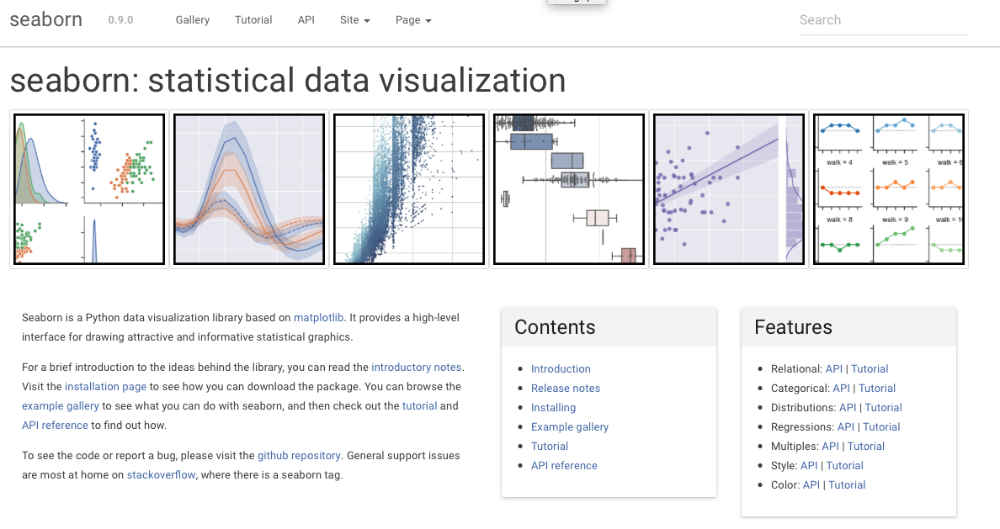 seaborn 0.9.0 Gallery Tutorial API Site Page Search
seaborn: statistical data visualization
walk = 4 walk = 5
walk = 8 walk = 9
Seaborn is a Python data visualization library based on matplotlib. It provides a high-level
interface for drawing attractive and informative statistical graphics.
For a brief introduction to the ideas behind the library, you can read the introductory notes.
Visit the installation page to see how you can download the package. You can browse the
example gallery to see what you can do with seaborn, and then check out the tutorial and
API reference to find out how.
To see the code or report a bug, please visit the github repository. General support issues
are most at home on stackoverflow, where there is a seaborn tag.
Contents
Introduction
Release notes
Installing
Example gallery
Tutorial
API reference
Features
Relational: API | Tutorial
Categorical: API | Tutorial
Distributions: API | Tutorial
Regressions: API | Tutorial
Multiples: API | Tutorial
Style: API | Tutorial
Color: API | Tutorial